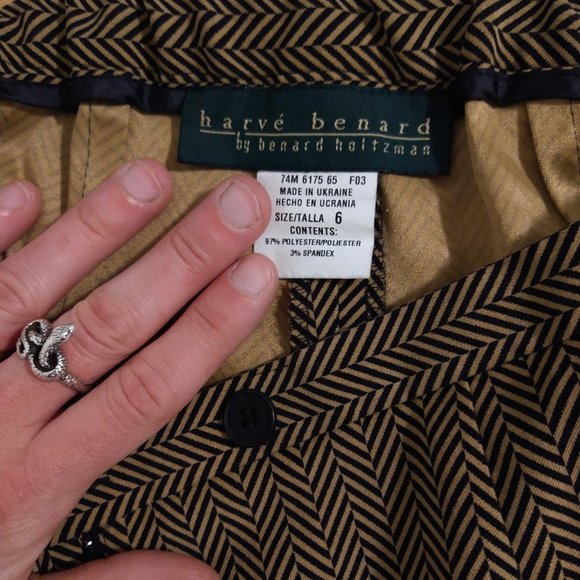 harvé benard
by benard holtzman
74M 6175 65 F03
MADE IN UKRAINE
HECHO EN UCRANIA
SIZE/TALLA 6
CONTENTS:
97% POLYESTER/POLIESTER
3% SPANDEX